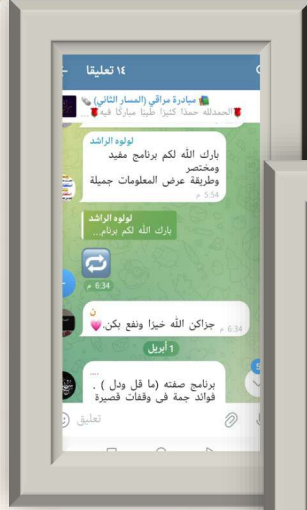 ١٤ تعليقا
مبادرة مراقي (المسار الثاني)
الحمدلله حمدًا كثيرًا طيبًا مباركًا فيه ...
لولوه الراشد
بارك الله لكم برنامج مفيد
ومختصر
وطريقة عرض المعلومات جميلة
5:54 م
لولوه الراشد
بارك الله لكم برنام...
6:34 م
ن
جزاكن الله خيرًا ونفع بكن.
6:34 م
1 أبريل
....
برنامج صفته (ما قل ودل ) .
فوائد جمة في وقفات قصيرة
تعليق